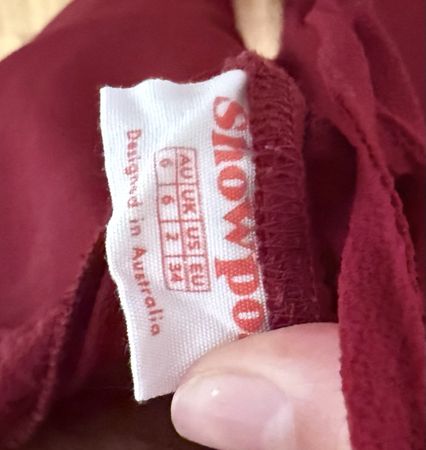 Showpo
AU UK US EU
6 6 2 34
Designed in Australia